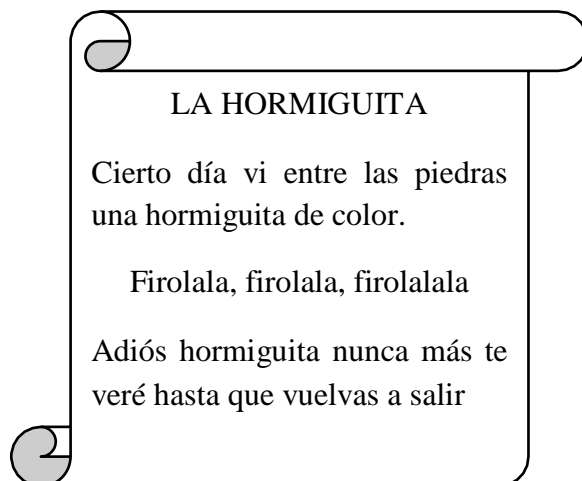 LA HORMIGUITA
Cierto día vi entre las piedras
una hormiguita de color.
Firolala, firolala, firolalala
Adiós hormiguita nunca más te
veré hasta que vuelvas a salir